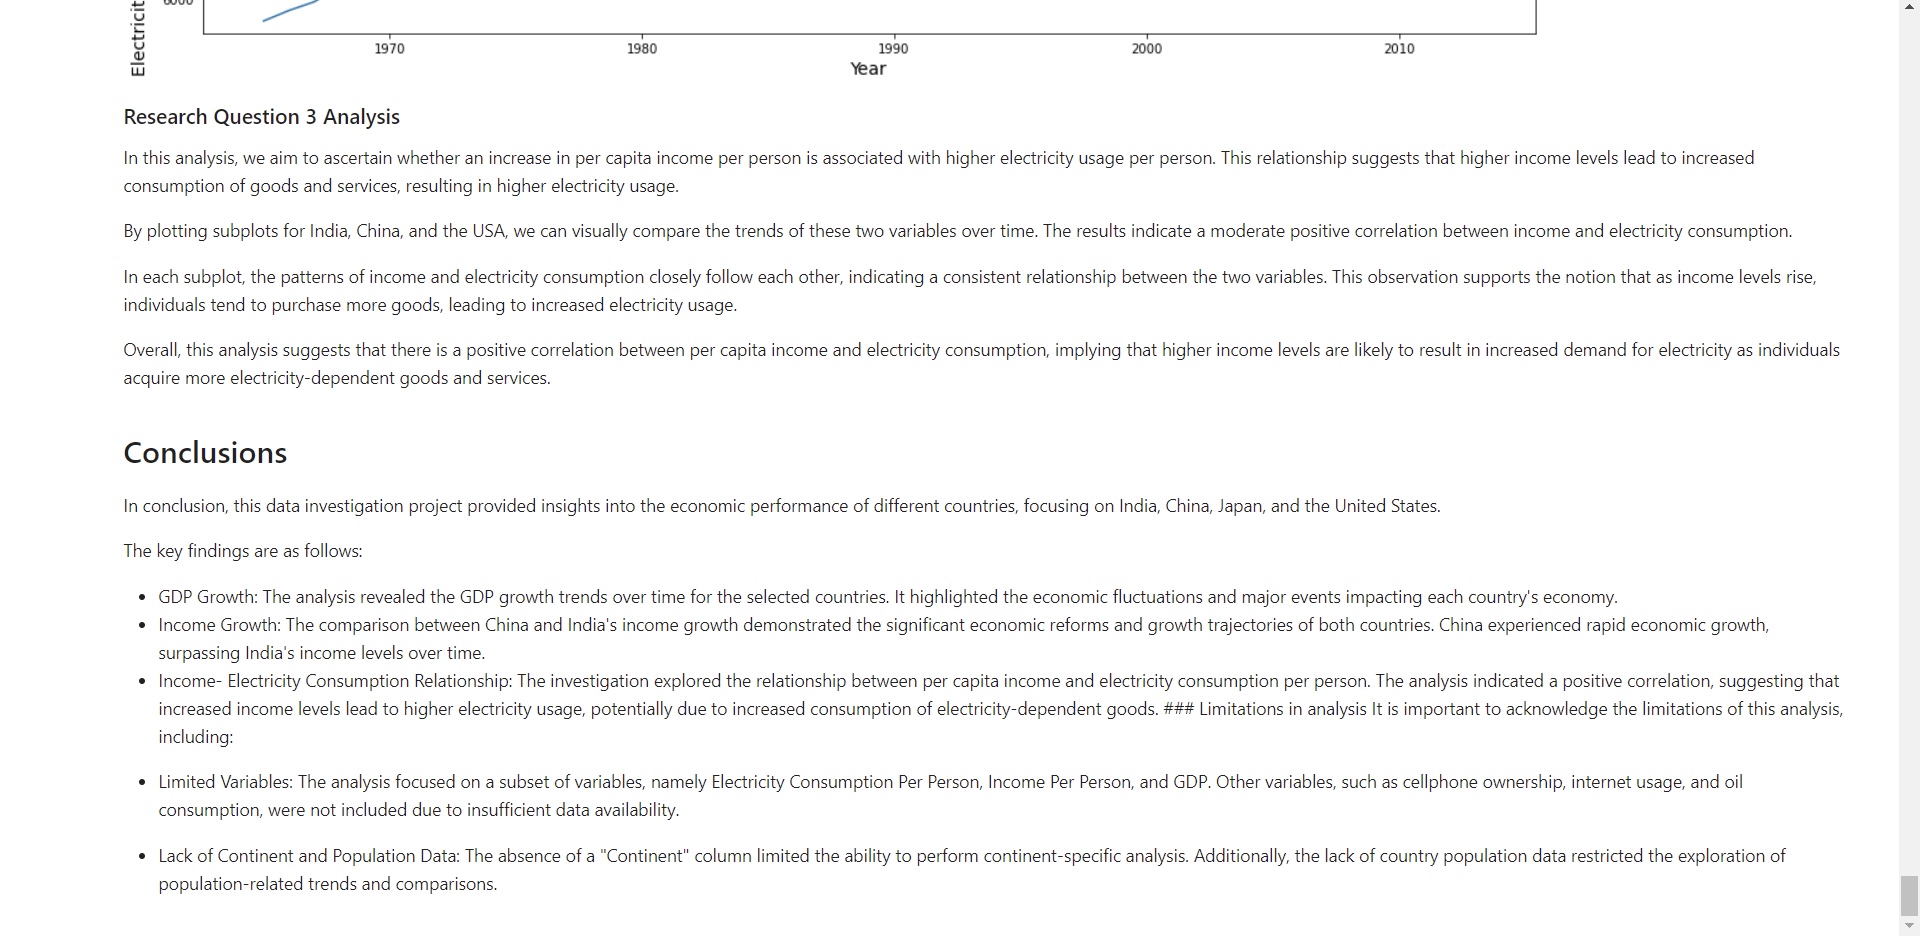 6000
Electricit
1970 1980 1990 2000 2010
Year
Research Question 3 Analysis
In this analysis, we aim to ascertain whether an increase in per capita income per person is associated with higher electricity usage per person. This relationship suggests that higher income levels lead to increased
consumption of goods and services, resulting in higher electricity usage.
By plotting subplots for India, China, and the USA, we can visually compare the trends of these two variables over time. The results indicate a moderate positive correlation between income and electricity consumption.
In each subplot, the patterns of income and electricity consumption closely follow each other, indicating a consistent relationship between the two variables. This observation supports the notion that as income levels rise,
individuals tend to purchase more goods, leading to increased electricity usage.
Overall, this analysis suggests that there is a positive correlation between per capita income and electricity consumption, implying that higher income levels are likely to result in increased demand for electricity as individuals
acquire more electricity-dependent goods and services.
Conclusions
In conclusion, this data investigation project provided insights into the economic performance of different countries, focusing on India, China, Japan, and the United States.
The key findings are as follows:
• GDP Growth: The analysis revealed the GDP growth trends over time for the selected countries. It highlighted the economic fluctuations and major events impacting each country's economy.
• Income Growth: The comparison between China and India's income growth demonstrated the significant economic reforms and growth trajectories of both countries. China experienced rapid economic growth,
surpassing India's income levels over time.
• Income- Electricity Consumption Relationship: The investigation explored the relationship between per capita income and electricity consumption per person. The analysis indicated a positive correlation, suggesting that
increased income levels lead to higher electricity usage, potentially due to increased consumption of electricity-dependent goods. ### Limitations in analysis It is important to acknowledge the limitations of this analysis,
including:
• Limited Variables: The analysis focused on a subset of variables, namely Electricity Consumption Per Person, Income Per Person, and GDP. Other variables, such as cellphone ownership, internet usage, and oil
consumption, were not included due to insufficient data availability.
• Lack of Continent and Population Data: The absence of a "Continent" column limited the ability to perform continent-specific analysis. Additionally, the lack of country population data restricted the exploration of
population-related trends and comparisons.